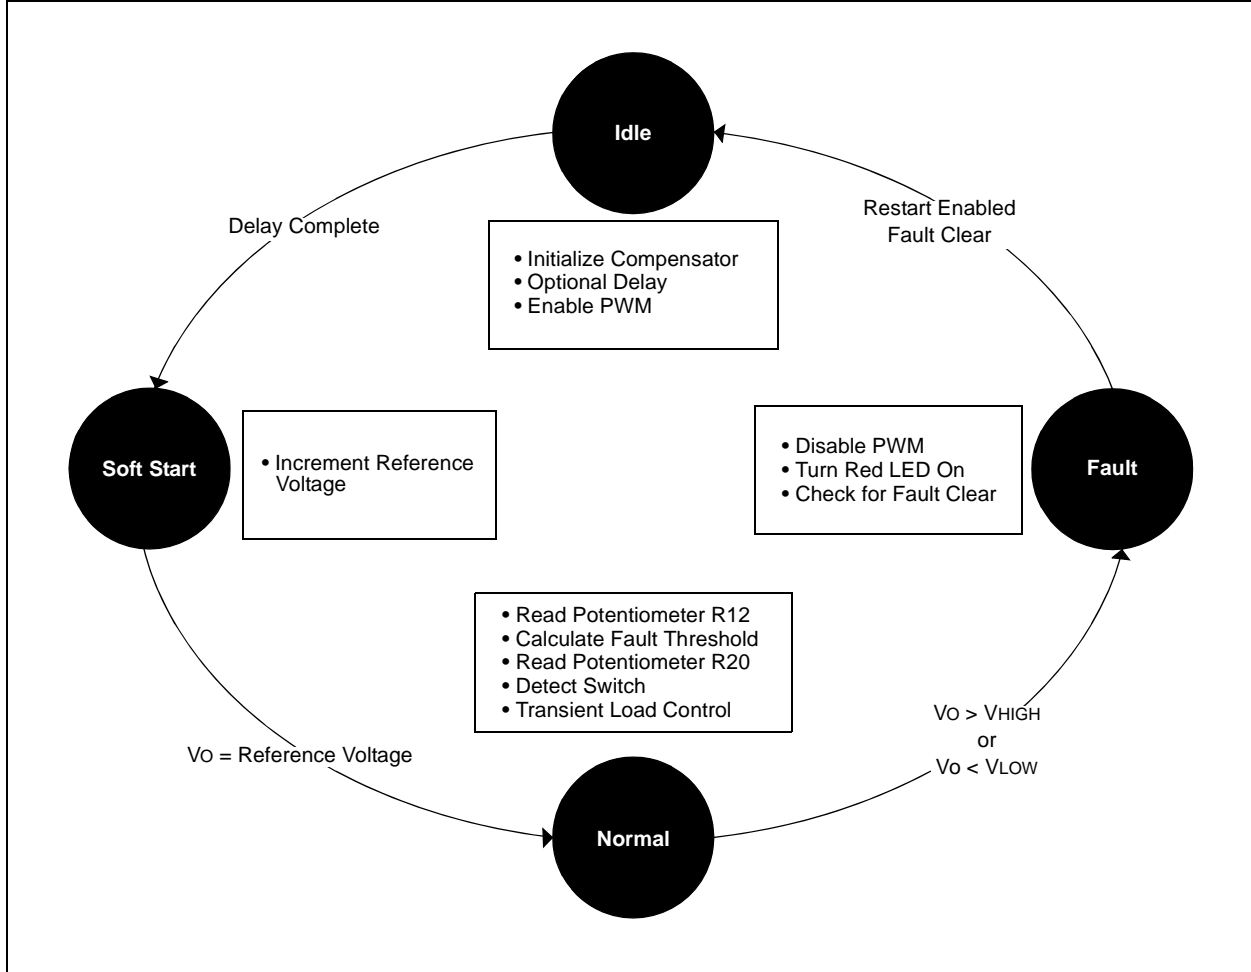 Idle
Delay Complete
Restart Enabled
Fault Clear
• Initialize Compensator
• Optional Delay
• Enable PWM
Soft Start
• Increment Reference
Voltage
• Disable PWM
• Turn Red LED On
• Check for Fault Clear
Fault
• Read Potentiometer R12
• Calculate Fault Threshold
• Read Potentiometer R20
• Detect Switch
• Transient Load Control
VO = Reference Voltage
VO > VHIGH
or
Vo < VLOW
Normal